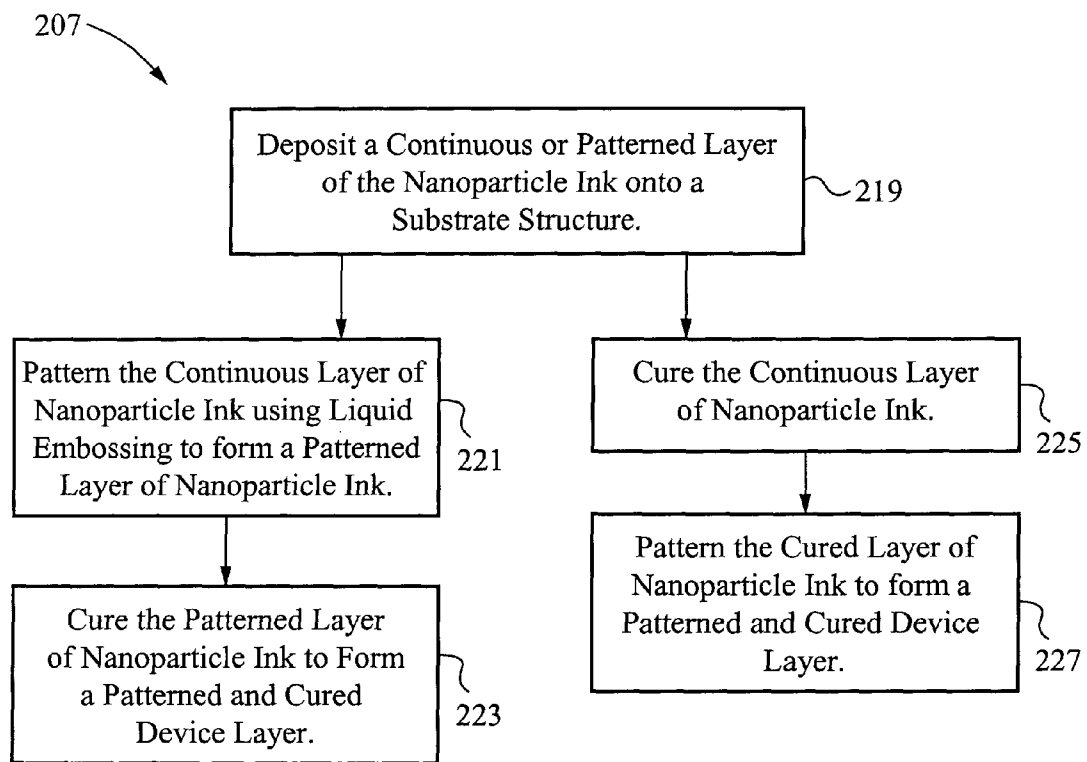 207
Deposit a Continuous or Patterned Layer
of the Nanoparticle Ink onto a
Substrate Structure.
219
Pattern the Continuous Layer of
Nanoparticle Ink using Liquid
Embossing to form a Patterned
Layer of Nanoparticle Ink.
221
Cure the Patterned Layer
of Nanoparticle Ink to Form
a Patterned and Cured
Device Layer.
223
Cure the Continuous Layer
of Nanoparticle Ink.
225
Pattern the Cured Layer of
Nanoparticle Ink to form a
Patterned and Cured Device
Layer.
227